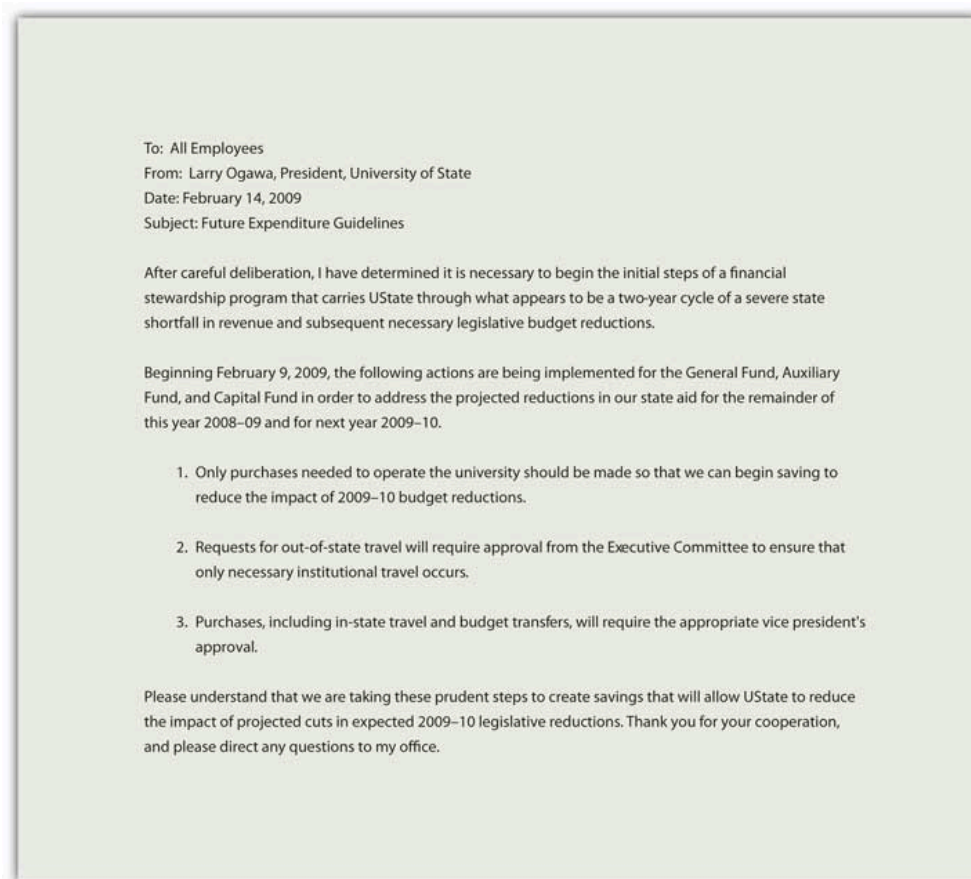 To: All Employees
From: Larry Ogawa, President, University of State
Date: February 14, 2009
Subject: Future Expenditure Guidelines
After careful deliberation, I have determined it is necessary to begin the initial steps of a financial
stewardship program that carries UState through what appears to be a two-year cycle of a severe state
shortfall in revenue and subsequent necessary legislative budget reductions.
Beginning February 9, 2009, the following actions are being implemented for the General Fund, Auxiliary
Fund, and Capital Fund in order to address the projected reductions in our state aid for the remainder of
this year 2008–09 and for next year 2009–10.
1. Only purchases needed to operate the university should be made so that we can begin saving to
reduce the impact of 2009–10 budget reductions.
2. Requests for out-of-state travel will require approval from the Executive Committee to ensure that
only necessary institutional travel occurs.
3. Purchases, including in-state travel and budget transfers, will require the appropriate vice president's
approval.
Please understand that we are taking these prudent steps to create savings that will allow UState to reduce
the impact of projected cuts in expected 2009–10 legislative reductions. Thank you for your cooperation,
and please direct any questions to my office.